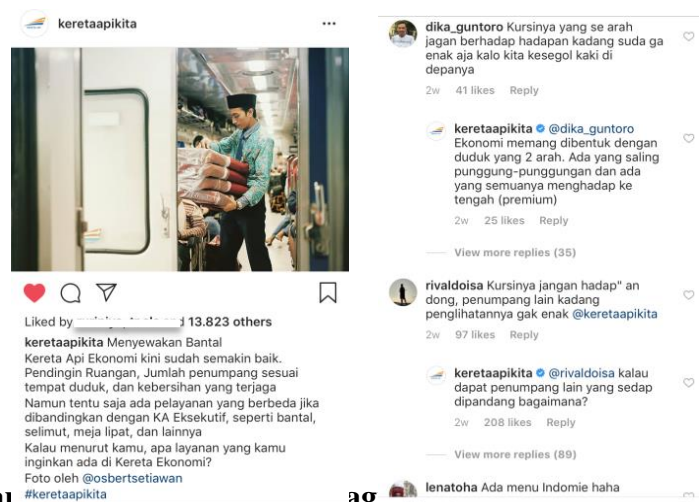 keretaapikita
Liked by and 13.823 others
keretaapikita Menyewakan Bantal
Kereta Api Ekonomi kini sudah semakin baik.
Pendingin Ruangan, Jumlah penumpang sesuai
tempat duduk, dan kebersihan yang terjaga
Namun tentu saja ada pelayanan yang berbeda jika
dibandingkan dengan KA Eksekutif, seperti bantal,
selimut, meja lipat, dan lainnya
Kalau menurut kamu, apa layanan yang kamu
inginkan ada di Kereta Ekonomi?
Foto oleh @osbertsetiawan
#keretaapikita
dika_guntoro Kursinya yang se arah
jagan berhadap hadapan kadang suda ga
enak aja kalo kita kesegol kaki di
depanya
2w 41 likes Reply
keretaapikita @dika_guntoro
Ekonomi memang dibentuk dengan
duduk yang 2 arah. Ada yang saling
punggung-punggungan dan ada
yang semuanya menghadap ke
tengah (premium)
2w 25 likes Reply
View more replies (35)
rivaldoisa Kursinya jangan hadap" an
dong, penumpang lain kadang
penglihatannya gak enak @keretaapikita
2w 97 likes Reply
keretaapikita @rivaldoisa kalau
dapat penumpang lain yang sedap
dipandang bagaimana?
2w 208 likes Reply
View more replies (89)
lenatoha Ada menu Indomie haha